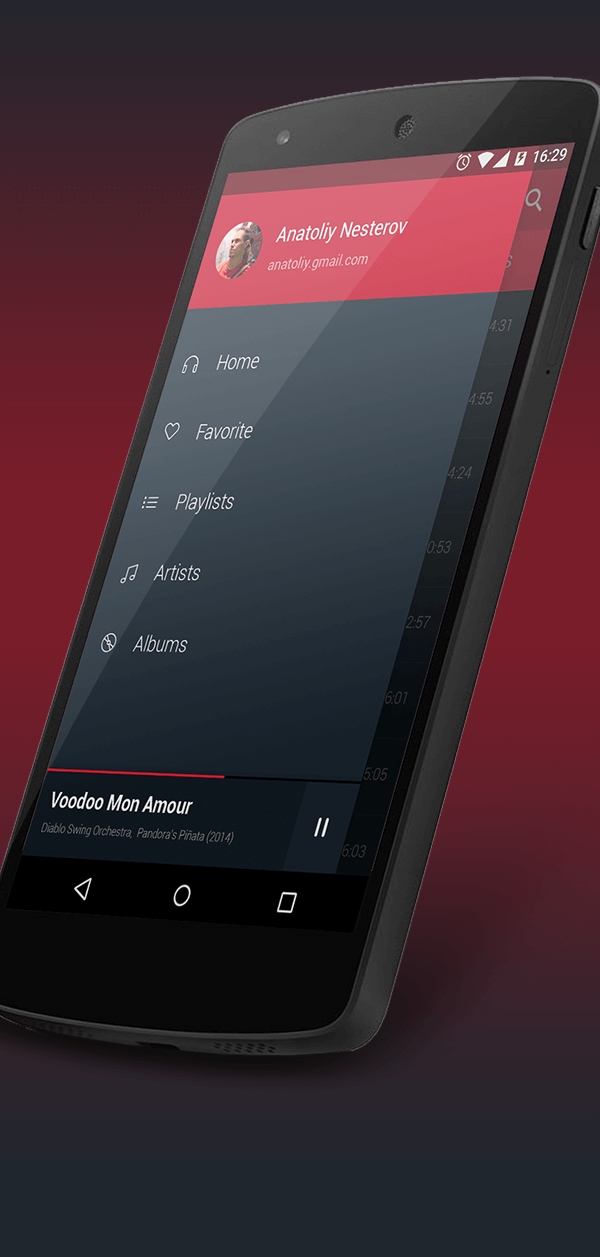 16:29
Anatoliy Nesterov
anatoliy.gmail.com
s
4:31
Home
4:55
Favorite
4:24
Playlists
0:53
Artists
2:57
Albums
6:01
5:05
Voodoo Mon Amour
Diablo Swing Orchestra, Pandora's Piñata (2014)
6:03